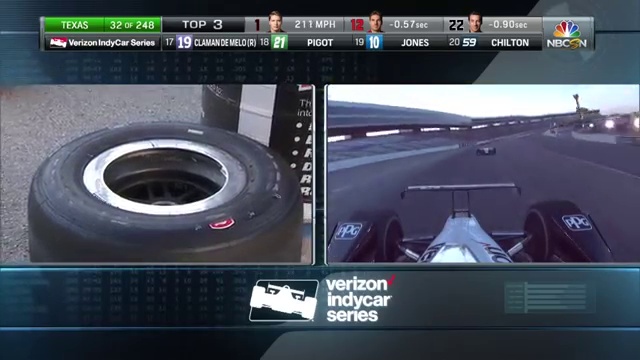 TEXAS 32 OF 248 TOP 3 1 211 MPH 12 -0.57sec 22 -0.90sec
Verizon IndyCar Series 17 19 CLAMAN DE MELO (R) 18 21 PIGOT 19 10 JONES 20 59 CHILTON NBCSN
The
into
PPG PPG
verizon
indycar
series